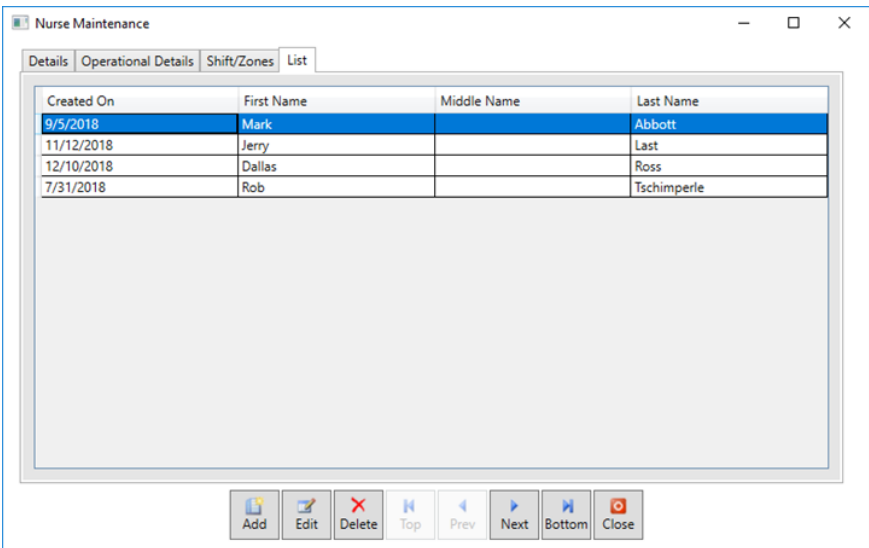 Nurse Maintenance
Details Operational Details Shift/Zones List
Created On First Name Middle Name Last Name
9/5/2018 Mark Abbott
11/12/2018 Jerry Last
12/10/2018 Dallas Ross
7/31/2018 Rob Tschimperle
Add Edit Delete Top Prev Next Bottom Close